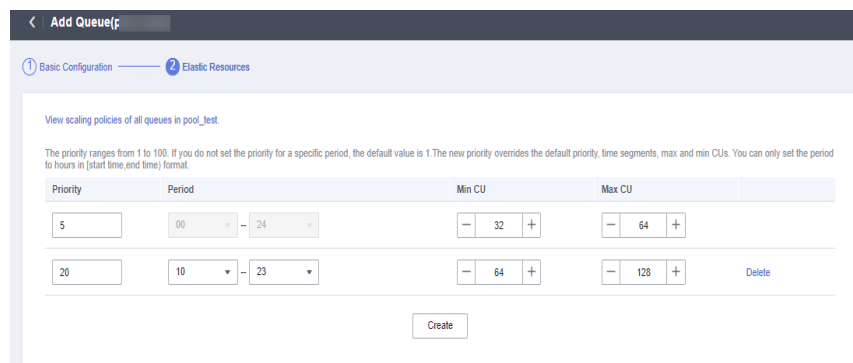 Add Queue(p
1 Basic Configuration 2 Elastic Resources
View scaling policies of all queues in pool_test.
The priority ranges from 1 to 100. If you do not set the priority for a specific period, the default value is 1.The new priority overrides the default priority, time segments, max and min CUs. You can only set the period
to hours in [start time,end time) format.
Priority Period Min CU Max CU
5 00 -- 24 − 32 + − 64 +
20 10 -- 23 − 64 + − 128 + Delete
Create